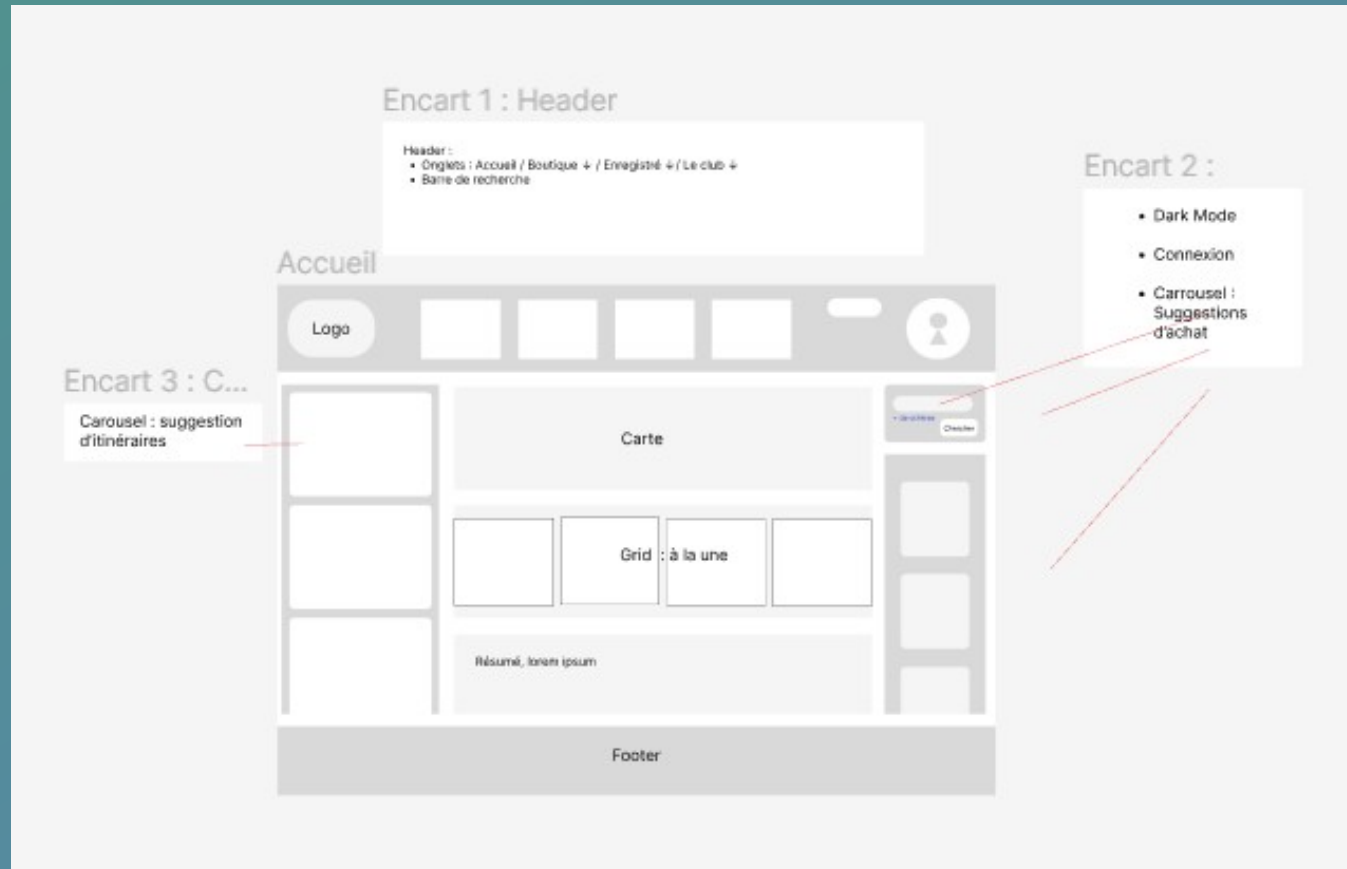 Encart 1 : Header
Header :
• Onglets : Accueil / Boutique ↓ / Enregistré ↓/ Le club ↓
• Barre de recherche
Encart 2 :
• Dark Mode
• Connexion
• Carrousel :
Suggestions
d'achat
Accueil
Logo
Encart 3 : C...
Carousel : suggestion
d'itinéraires
Carte
Chercher
Grid : à la une
Résumé, lorem ipsum
Footer